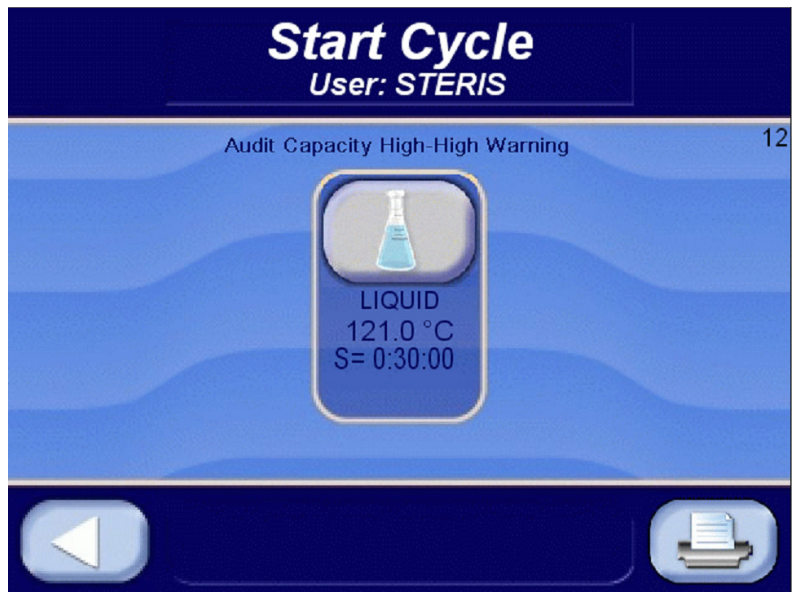 Start Cycle
User: STERIS
Audit Capacity High-High Warning
12
LIQUID
121.0 °C
S= 0:30:00